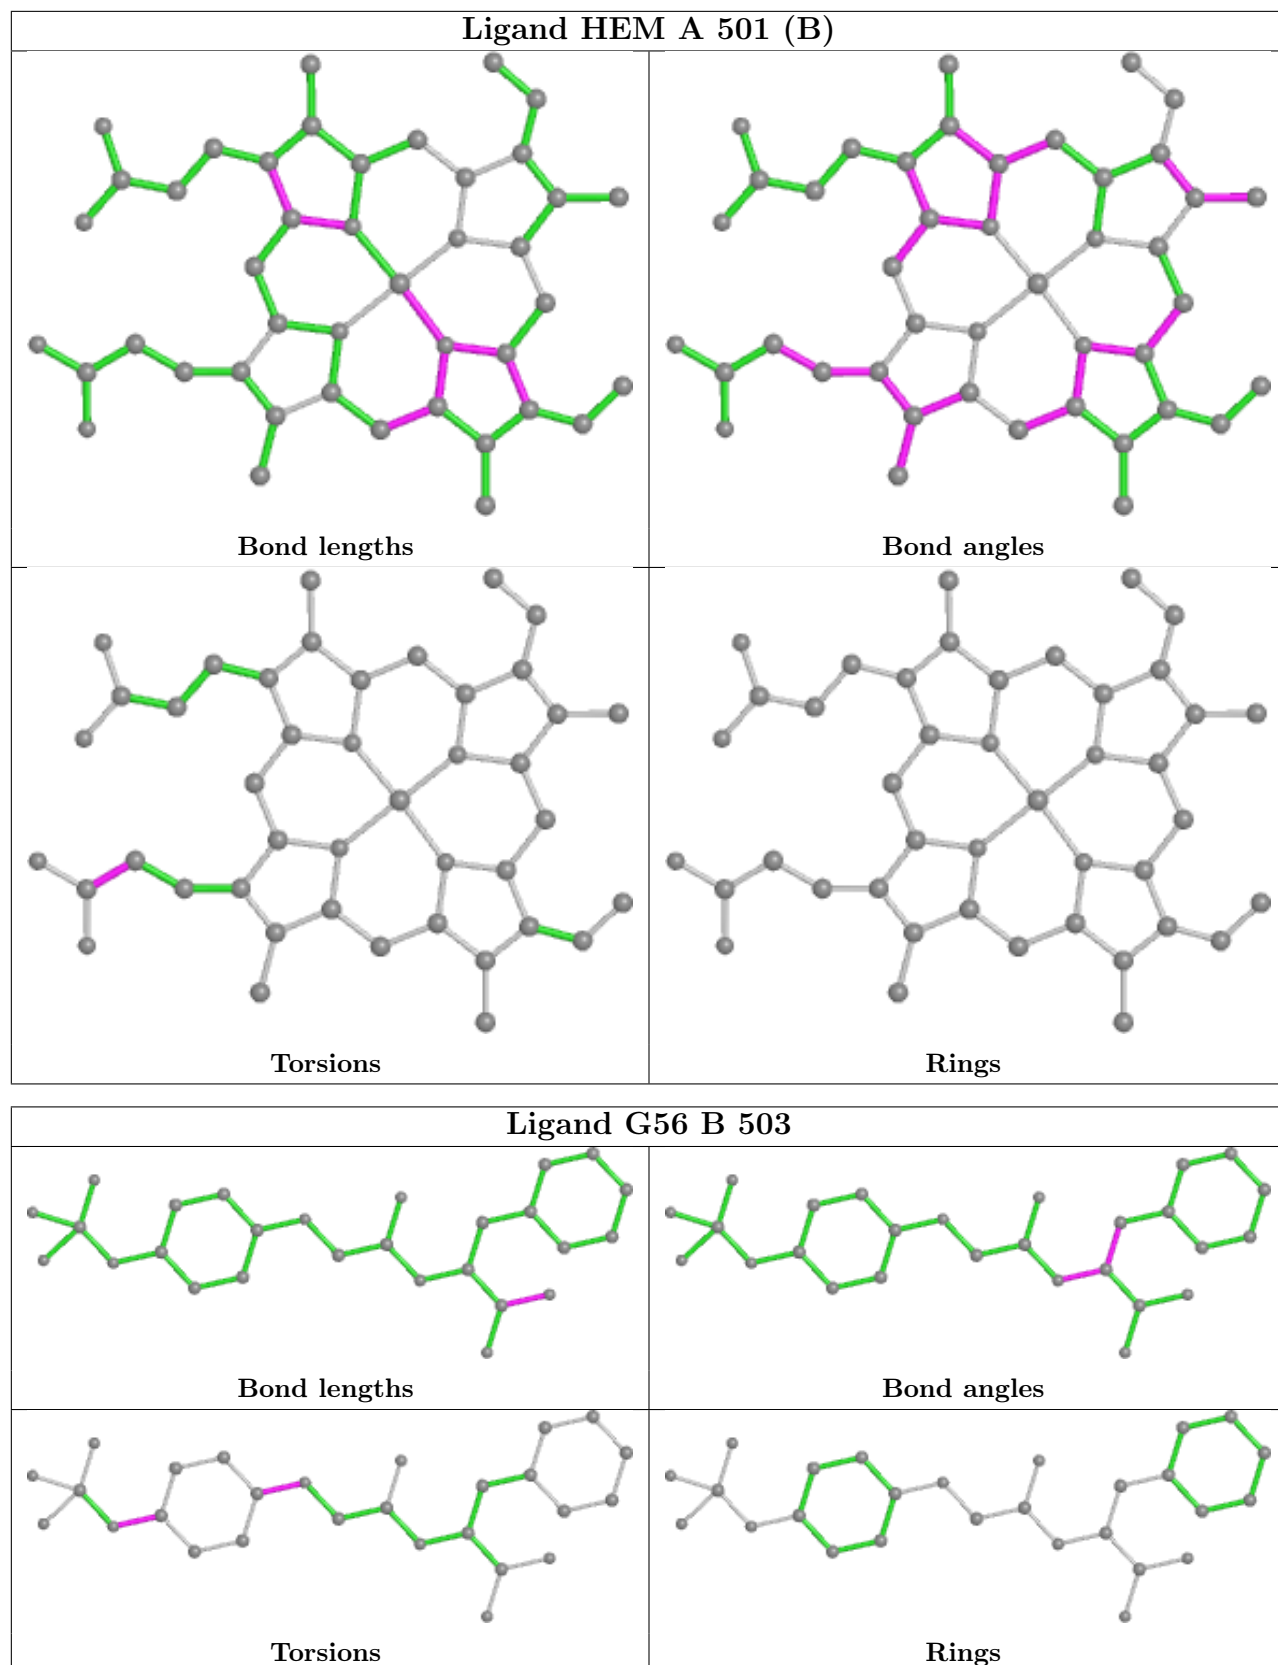 Ligand HEM A 501 (B)
Bond lengths
Bond angles
Torsions
Rings
Ligand G56 B 503
Bond lengths
Bond angles
Torsions
Rings